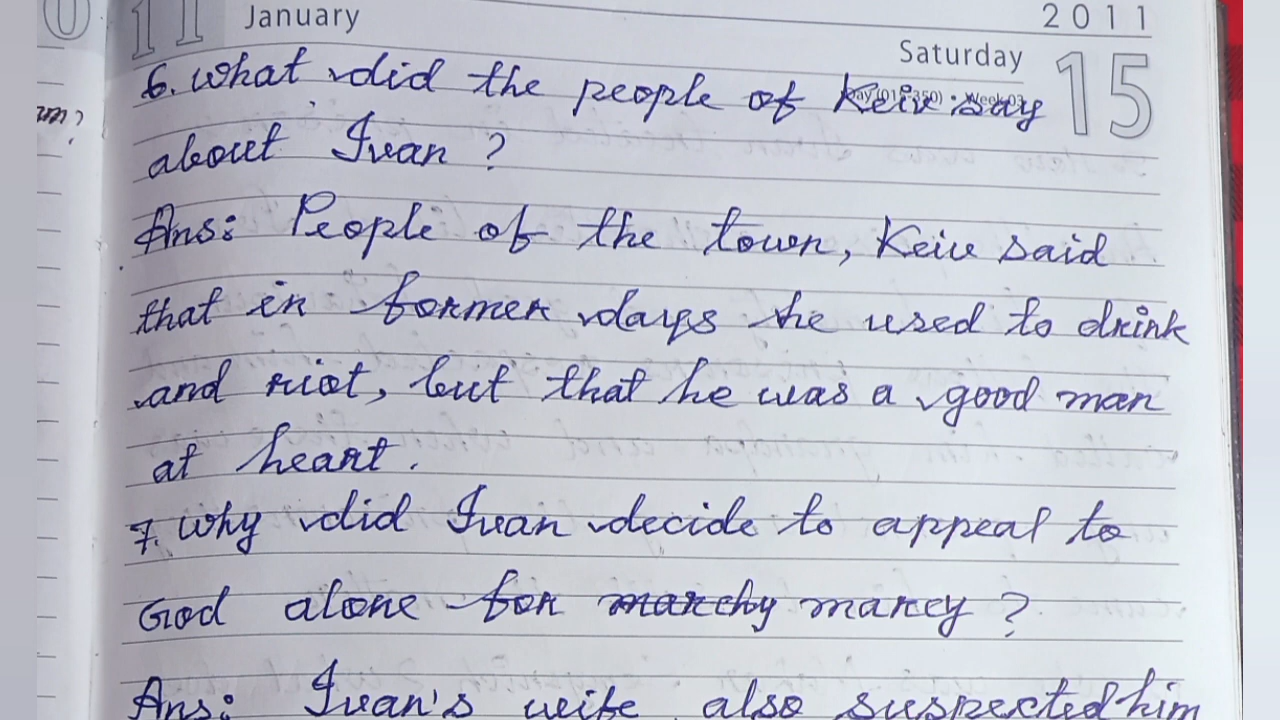 11 January
2011
Saturday
15
6. What did the people of Keiv say
about Ivan ?
Ans: People of the town, Keiv said
that in former days he used to drink
and riot, but that he was a good man
at heart.
7. Why did Ivan decide to appeal to
God alone for marchy marcy ?
Ans: Ivan's wife also suspected him